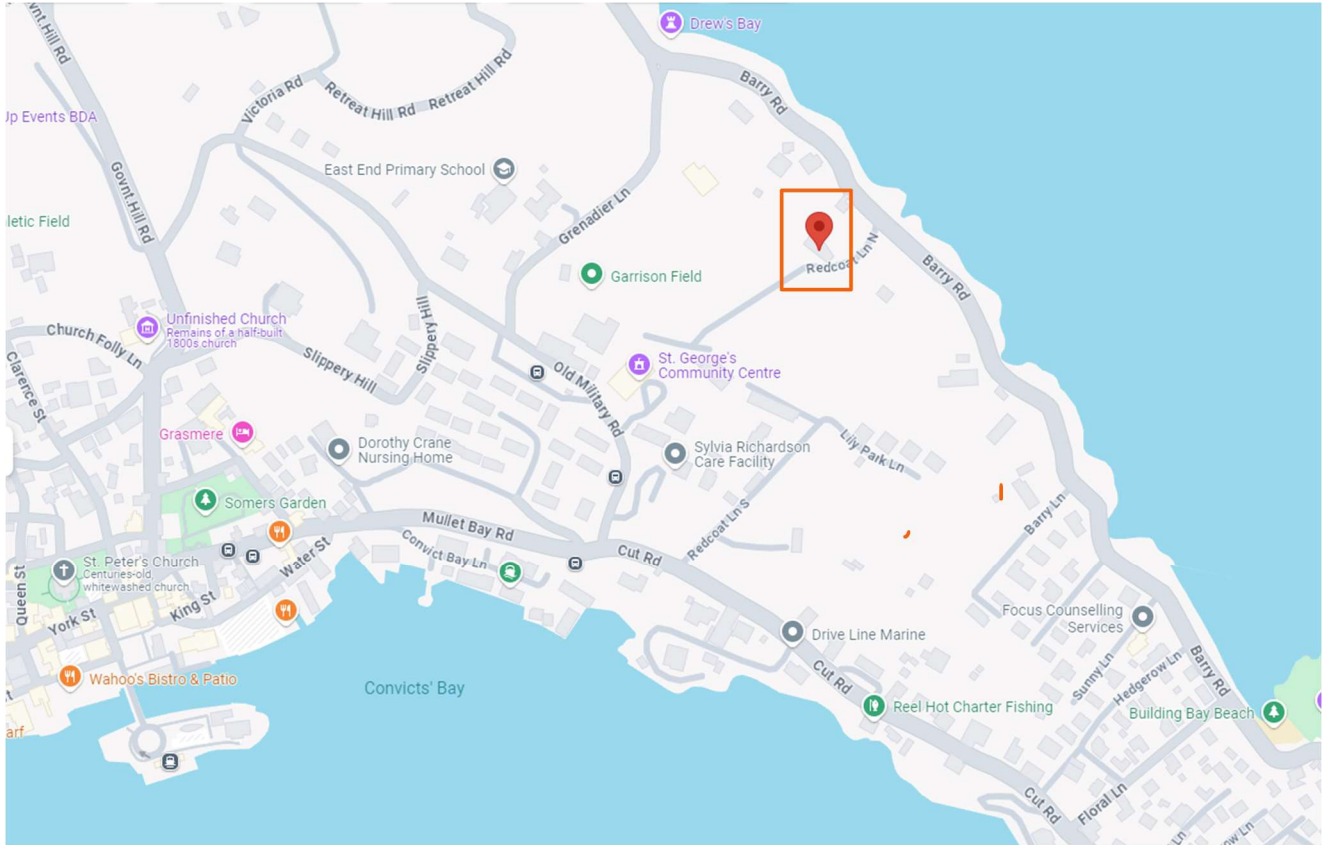 Drew's Bay
Barry Rd
Govnt.Hill Rd
Victoria Rd
Retreat Hill Rd
Retreat Hill Rd
Up Events BDA
East End Primary School
Govnt.Hill Rd
Grenadier Ln
letic Field
Redcoat Ln N
Barry Rd
Garrison Field
Unfinished Church
Remains of a half-built
1800s church
Church Folly Ln
Slippery Hill
Slippery Hill
St. George's
Community Centre
Old Military Rd
Clarence St
Grasmere
Dorothy Crane
Nursing Home
Sylvia Richardson
Care Facility
Lily Park Ln
Somers Garden
Mullet Bay Rd
Convict Bay Ln
Cut Rd
Redcoat Ln S
Barry Ln
Water St
St. Peter's Church
Centuries-old,
whitewashed church
Queen St
York St
King St
Focus Counselling
Services
Drive Line Marine
Wahoo's Bistro & Patio
Convicts' Bay
Cut Rd
Sunny Ln
Hedgerow Ln
Barry Rd
Reel Hot Charter Fishing
Building Bay Beach
arf
Cut Rd
Floral Ln